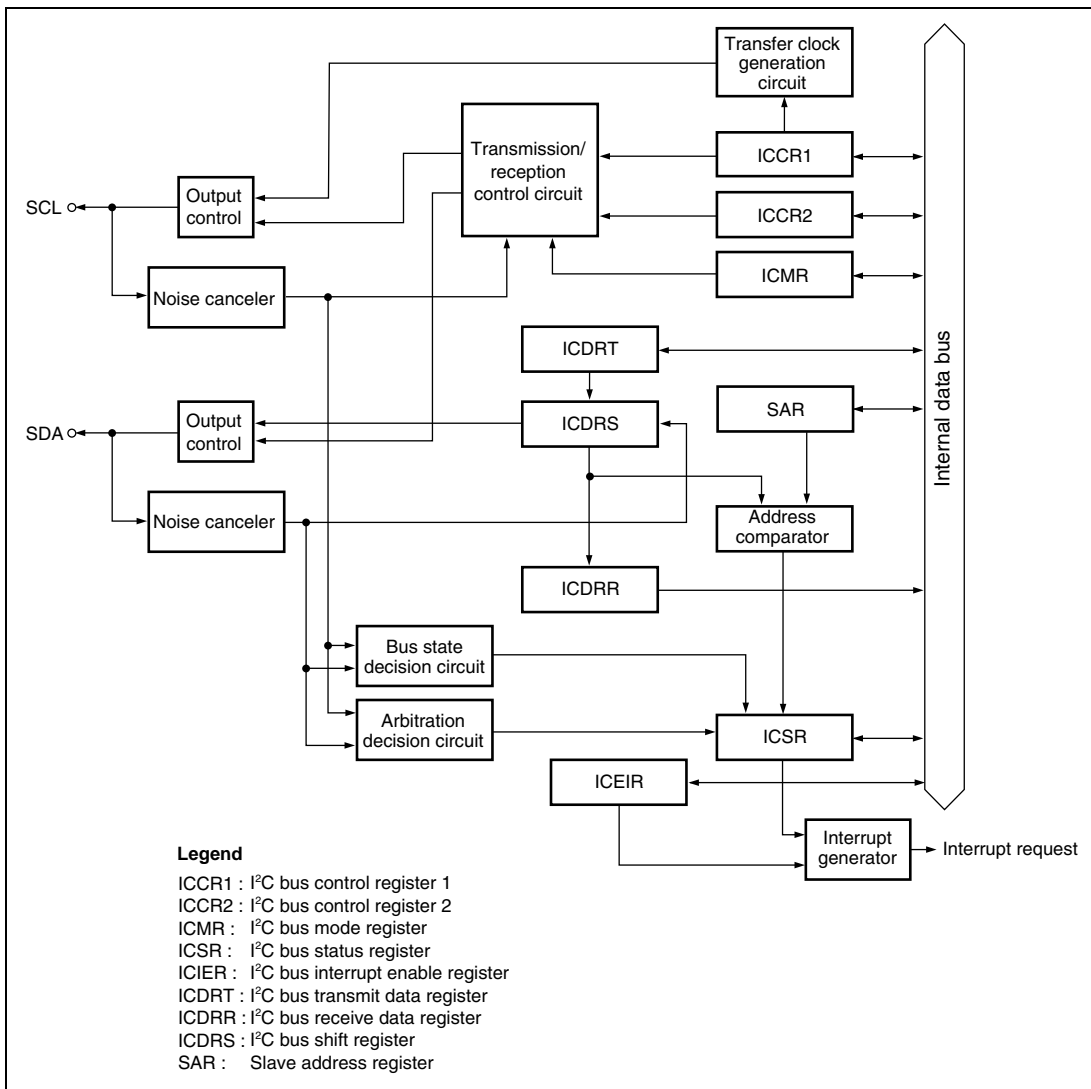 Transfer clock
generation
circuit
Transmission/
reception
control circuit
ICCR1
SCL
Output
control
ICCR2
ICMR
Noise canceler
ICDRT
SAR
Internal data bus
SDA
Output
control
ICDRS
Noise canceler
Address
comparator
ICDRR
Bus state
decision circuit
Arbitration
decision circuit
ICSR
ICEIR
Interrupt
generator
Interrupt request
Legend
ICCR1 : I²C bus control register 1
ICCR2 : I²C bus control register 2
ICMR : I²C bus mode register
ICSR : I²C bus status register
ICIER : I²C bus interrupt enable register
ICDRT : I²C bus transmit data register
ICDRR : I²C bus receive data register
ICDRS : I²C bus shift register
SAR : Slave address register